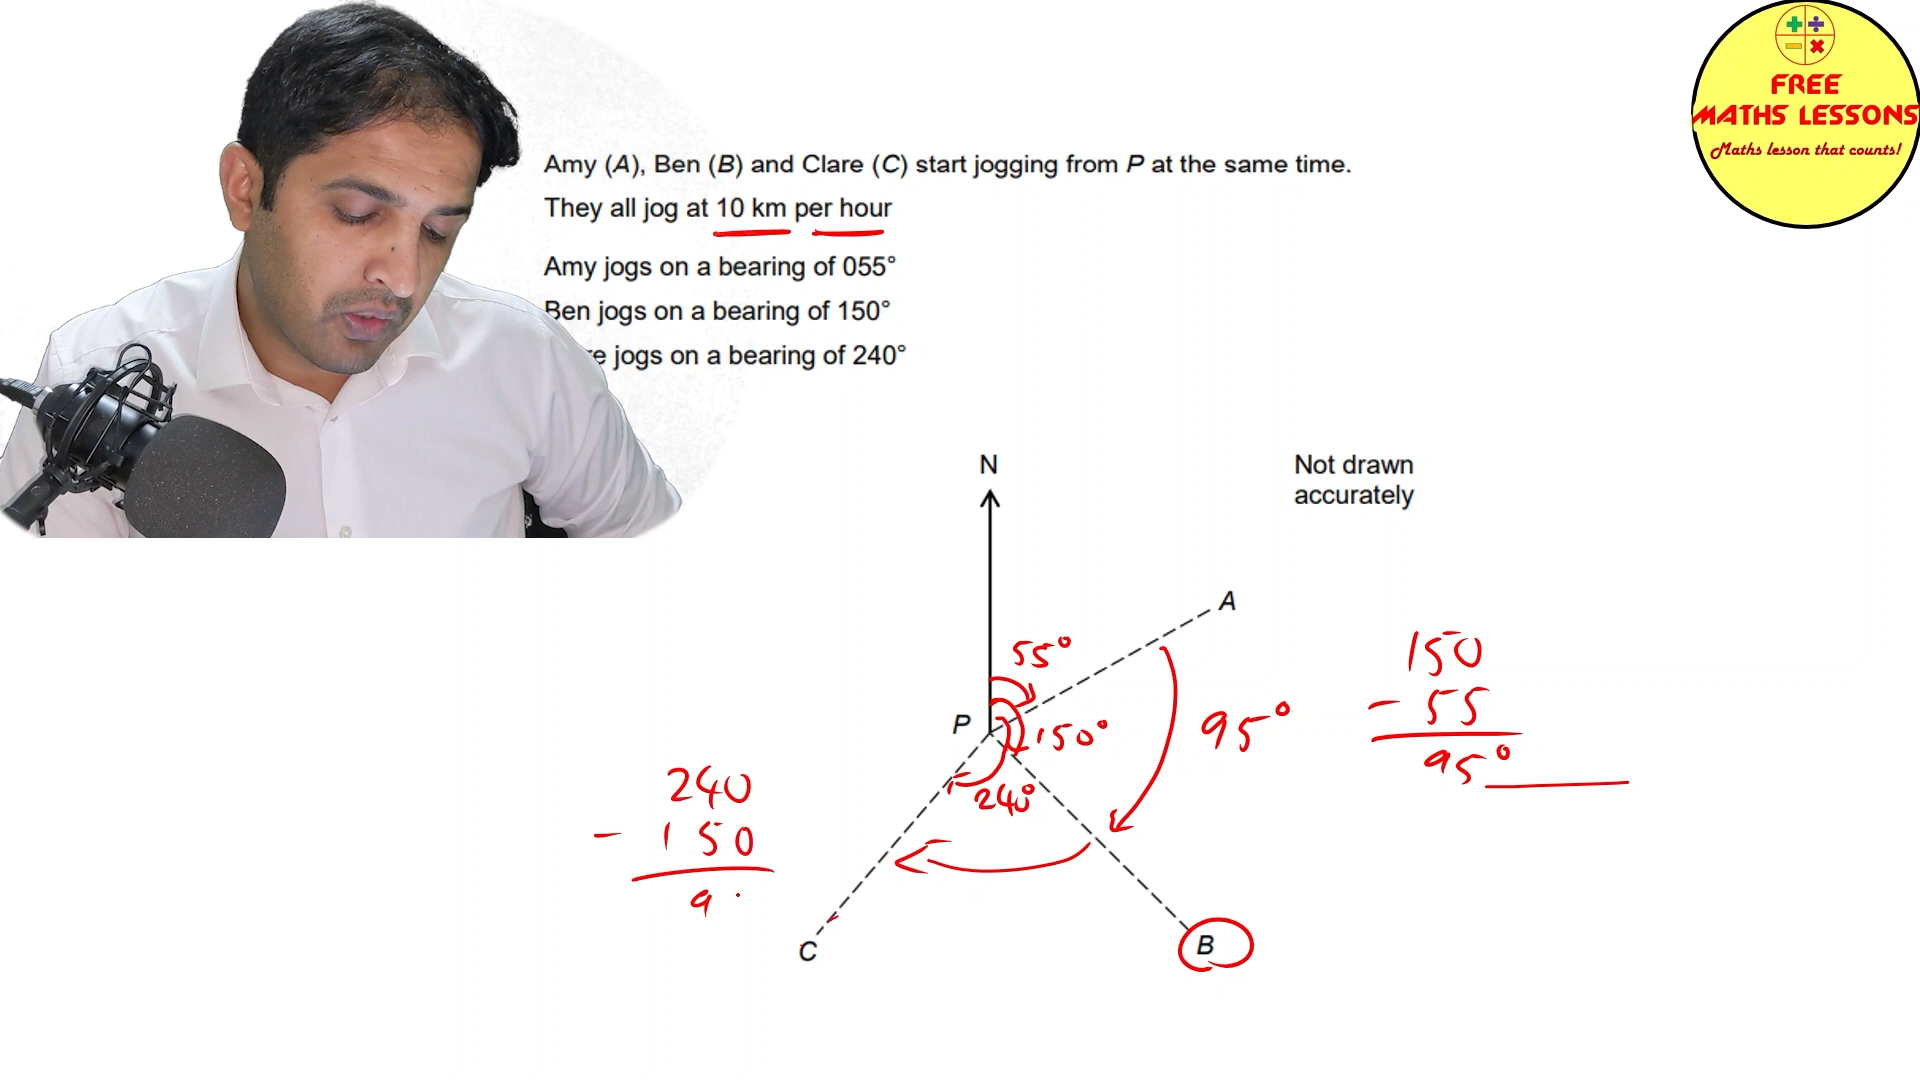 FREE
MATHS LESSONS
Maths lesson that counts!
Amy (A), Ben (B) and Clare (C) start jogging from P at the same time.
They all jog at 10 km per hour
Amy jogs on a bearing of 055°
Ben jogs on a bearing of 150°
e jogs on a bearing of 240°
N
Not drawn
accurately
A
55°
P
150°
95°
240°
C
B
150
- 55
95°
240
- 150
9